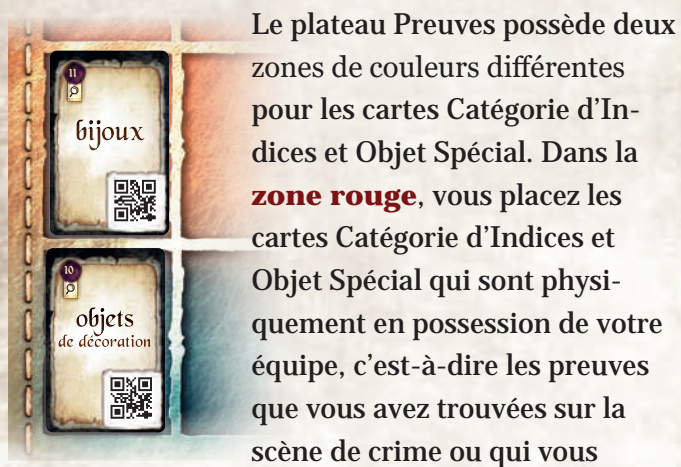 11
bijoux
10
objets
de décoration
Le plateau Preuves possède deux
zones de couleurs différentes
pour les cartes Catégorie d'In-
dices et Objet Spécial. Dans la
zone rouge, vous placez les
cartes Catégorie d'Indices et
Objet Spécial qui sont physi-
quement en possession de votre
équipe, c'est-à-dire les preuves
que vous avez trouvées sur la
scène de crime ou qui vous